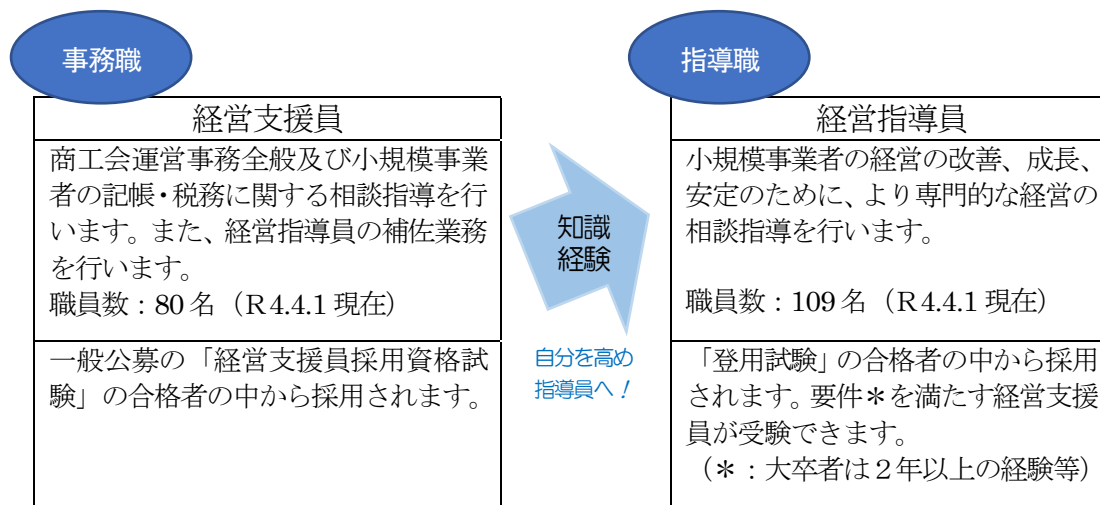 事務職
経営支援員
商工会運営事務全般及び小規模事業
者の記帳・税務に関する相談指導を行
います。また、経営指導員の補佐業務
を行います。
職員数：80名（R4.4.1現在）
一般公募の「経営支援員採用資格試
験」の合格者の中から採用されます。
知識
経験
自分を高め
指導員へ！
指導職
経営指導員
小規模事業者の経営の改善、成長、
安定のために、より専門的な経営の
相談指導を行います。
職員数：109名（R4.4.1現在）
「登用試験」の合格者の中から採用
されます。要件＊を満たす経営支援
員が受験できます。
（＊：大卒者は２年以上の経験等）